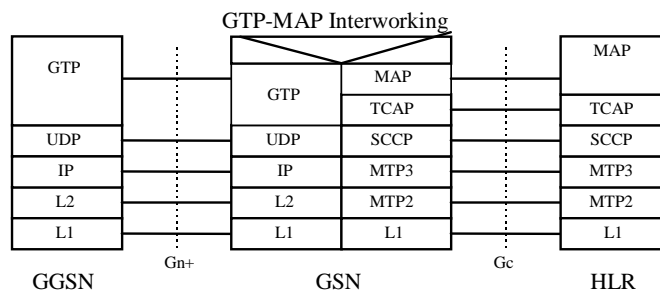 GTP-MAP Interworking
GTP
GTP
MAP
MAP
TCAP
TCAP
UDP
UDP
SCCP
SCCP
IP
IP
MTP3
MTP3
L2
L2
MTP2
MTP2
L1
L1
L1
L1
Gn+
Gc
GGSN
GSN
HLR